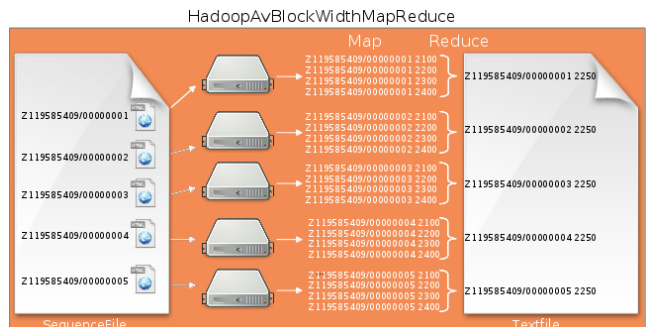 HadoopAvBlockWidthMapReduce
Map Reduce
Z119585409/00000001
Z119585409/00000002
Z119585409/00000003
Z119585409/00000004
Z119585409/00000005
SequenceFile
Z119585409/00000001 2100
Z119585409/00000001 2200
Z119585409/00000001 2300
Z119585409/00000001 2400
Z119585409/00000002 2100
Z119585409/00000002 2200
Z119585409/00000002 2300
Z119585409/00000002 2400
Z119585409/00000003 2100
Z119585409/00000003 2200
Z119585409/00000003 2300
Z119585409/00000003 2400
Z119585409/00000004 2100
Z119585409/00000004 2200
Z119585409/00000004 2300
Z119585409/00000004 2400
Z119585409/00000005 2100
Z119585409/00000005 2200
Z119585409/00000005 2300
Z119585409/00000005 2400
Z119585409/00000001 2250
Z119585409/00000002 2250
Z119585409/00000003 2250
Z119585409/00000004 2250
Z119585409/00000005 2250
Textfile